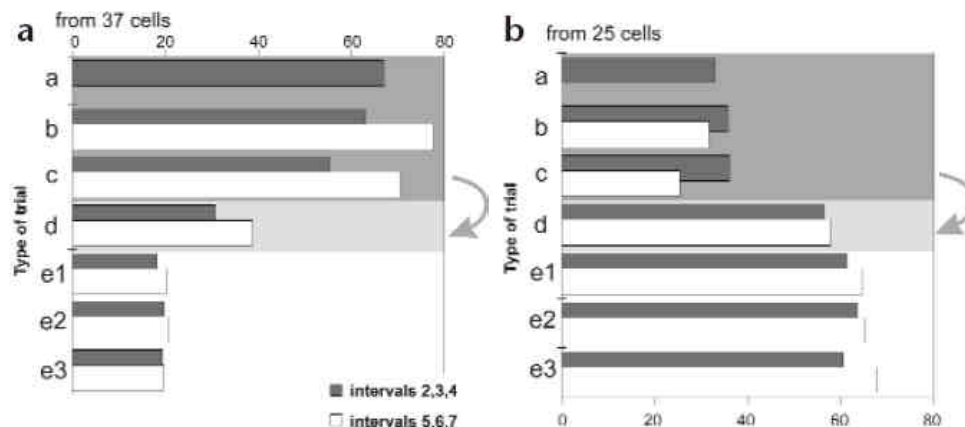 a
from 37 cells
0 20 40 60 80
Type of trial
a
b
c
d
e1
e2
e3
intervals 2,3,4
intervals 5,6,7
b
from 25 cells
Type of trial
a
b
c
d
e1
e2
e3
0 20 40 60 80